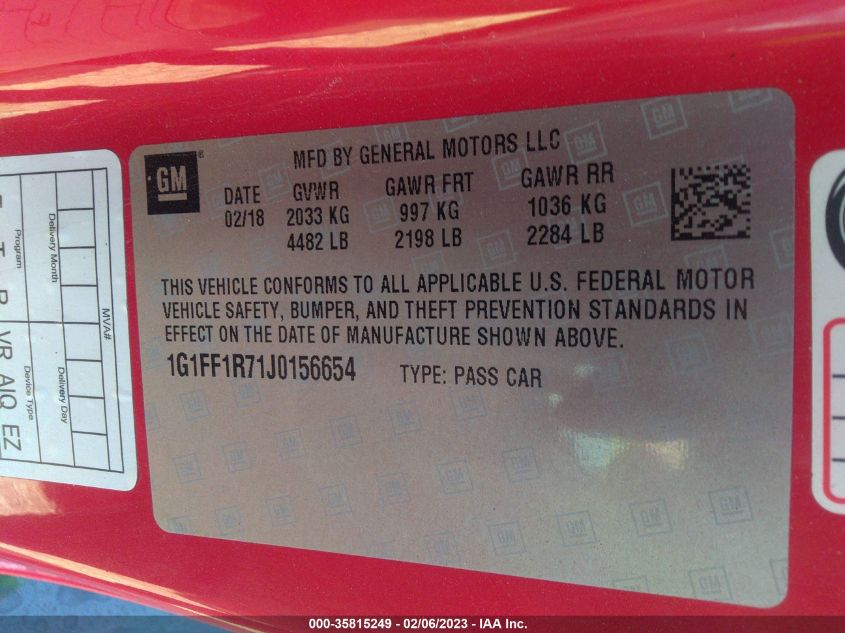 GM
MFD BY GENERAL MOTORS LLC
DATE GVWR GAWR FRT GAWR RR
02/18 2033 KG 997 KG 1036 KG
4482 LB 2198 LB 2284 LB
THIS VEHICLE CONFORMS TO ALL APPLICABLE U.S. FEDERAL MOTOR
VEHICLE SAFETY, BUMPER, AND THEFT PREVENTION STANDARDS IN
EFFECT ON THE DATE OF MANUFACTURE SHOWN ABOVE.
1G1FF1R71J0156654 TYPE: PASS CAR
MVA#
Delivery Month
Delivery Day
Program
Device Type
VR A/Q EZ
000-35815249 - 02/06/2023 - IAA Inc.